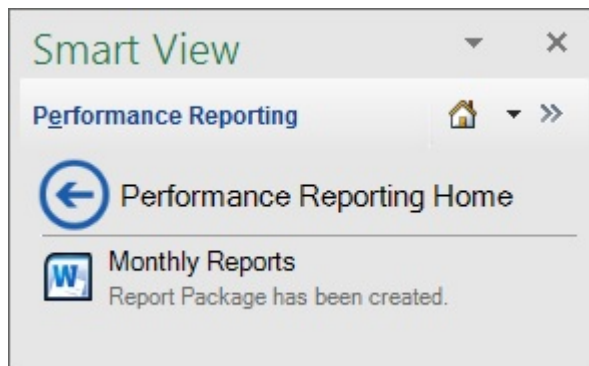 Smart View
Performance Reporting
Performance Reporting Home
Monthly Reports
Report Package has been created.